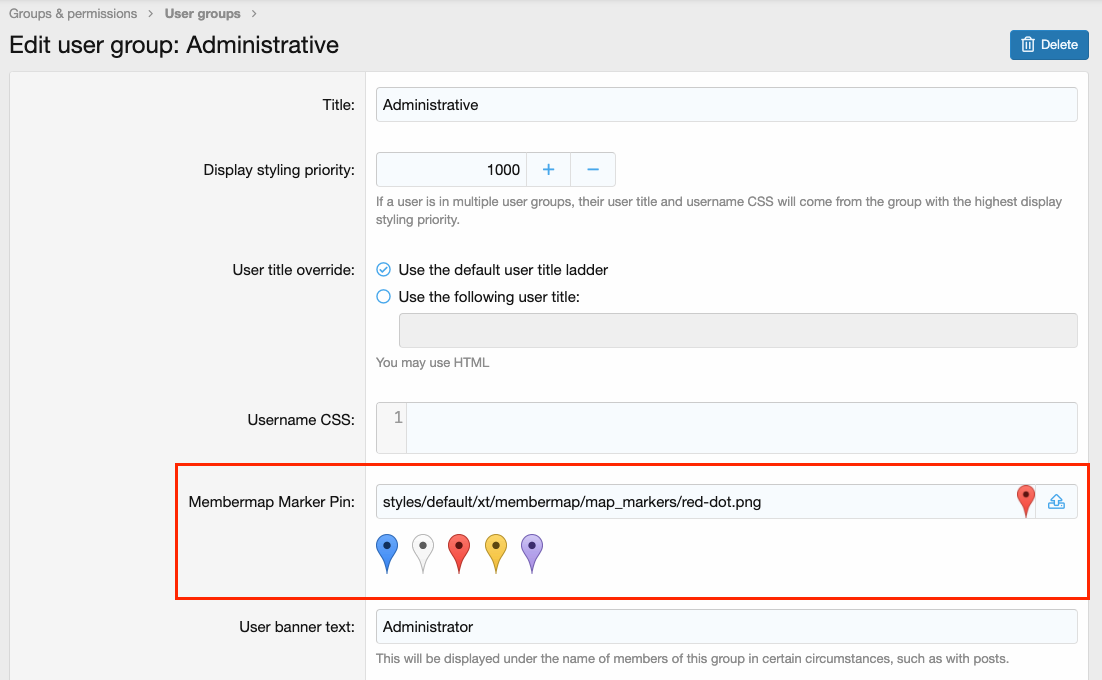 Groups & permissions > User groups >
Edit user group: Administrative
Delete
Title:
Administrative
Display styling priority:
1000
If a user is in multiple user groups, their user title and username CSS will come from the group with the highest display
styling priority.
User title override:
Use the default user title ladder
Use the following user title:
You may use HTML
Username CSS:
1
Membermap Marker Pin:
styles/default/xt/membermap/map_markers/red-dot.png
User banner text:
Administrator
This will be displayed under the name of members of this group in certain circumstances, such as with posts.